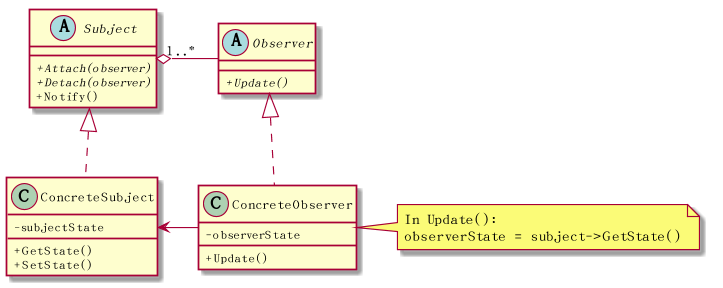 A Subject
+Attach(observer)
+Detach(observer)
+Notify()
1..*
A Observer
+Update()
C ConcreteSubject
-subjectState
+GetState()
+SetState()
C ConcreteObserver
-observerState
+Update()
In Update():
observerState = subject->GetState()